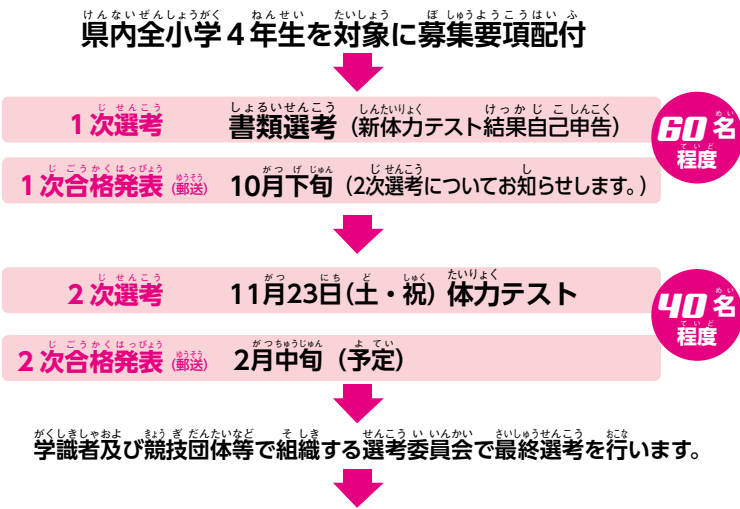 県内全小学4年生を対象に募集要項配付
1次選考 書類選考（新体力テスト結果自己申告）
60名程度
1次合格発表（郵送） 10月下旬（2次選考についてお知らせします。）
2次選考 11月23日（土・祝）体力テスト
40名程度
2次合格発表（郵送） 2月中旬（予定）
学識者及び競技団体等で組織する選考委員会で最終選考を行います。